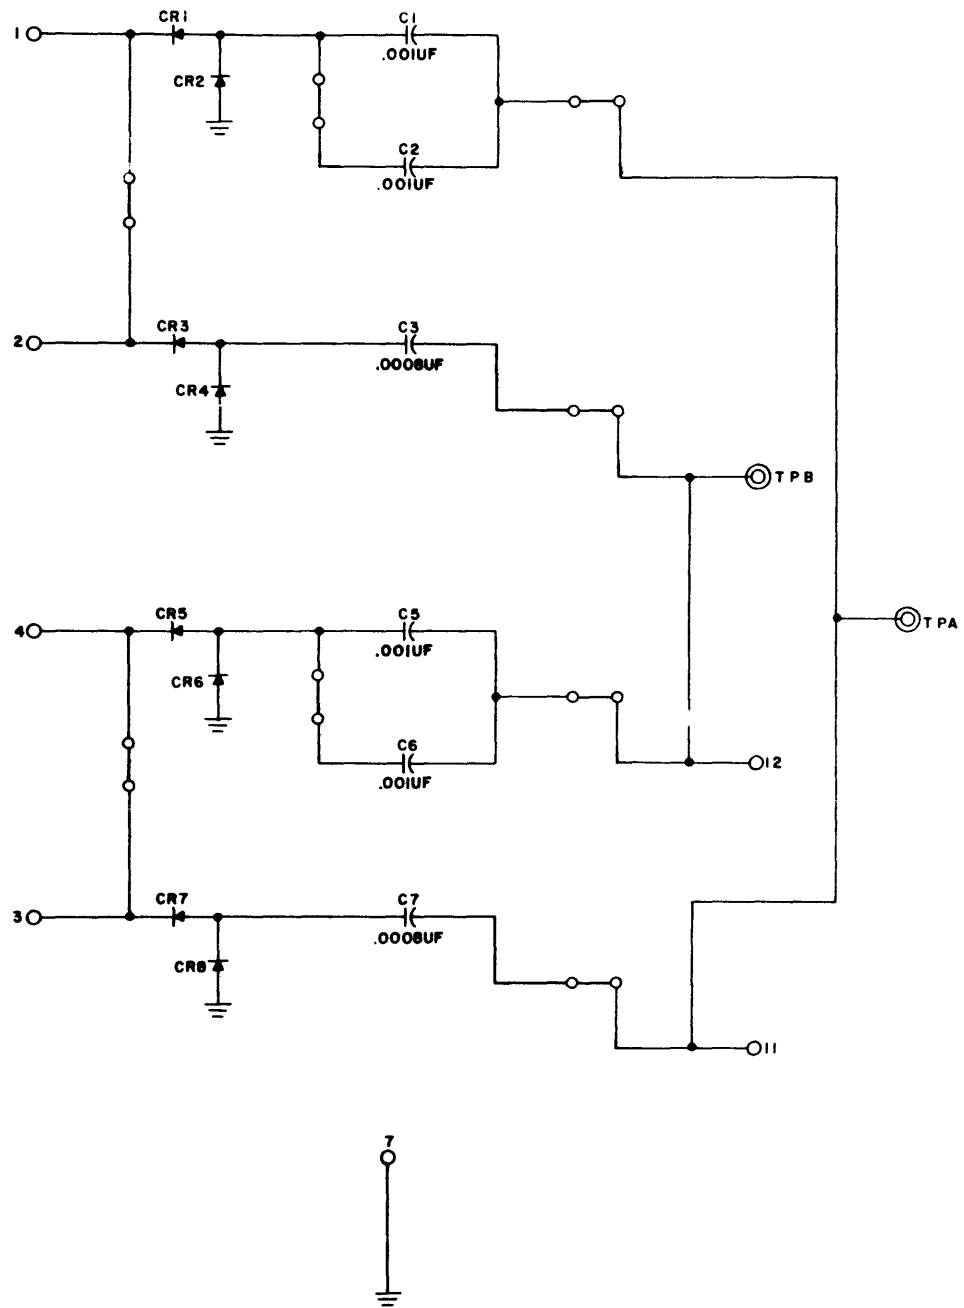 CR1
C1
1
.001UF
CR2
C2
.001UF
CR3
C3
2
.0008UF
CR4
TPB
CR5
C5
4
.001UF
TPA
CR6
C6
12
.001UF
CR7
C7
3
.0008UF
CR8
11
7